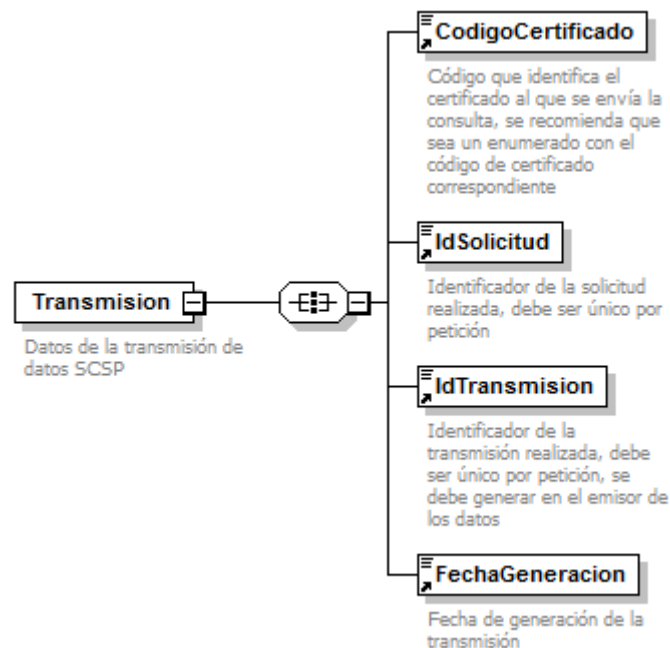 CodigoCertificado
Código que identifica el
certificado al que se envía la
consulta, se recomienda que
sea un enumerado con el
código de certificado
correspondiente
IdSolicitud
Identificador de la solicitud
realizada, debe ser único por
petición
Transmision
Datos de la transmisión de
datos SCSP
IdTransmision
Identificador de la
transmisión realizada, debe
ser único por petición, se
debe generar en el emisor de
los datos
FechaGeneracion
Fecha de generación de la
transmisión